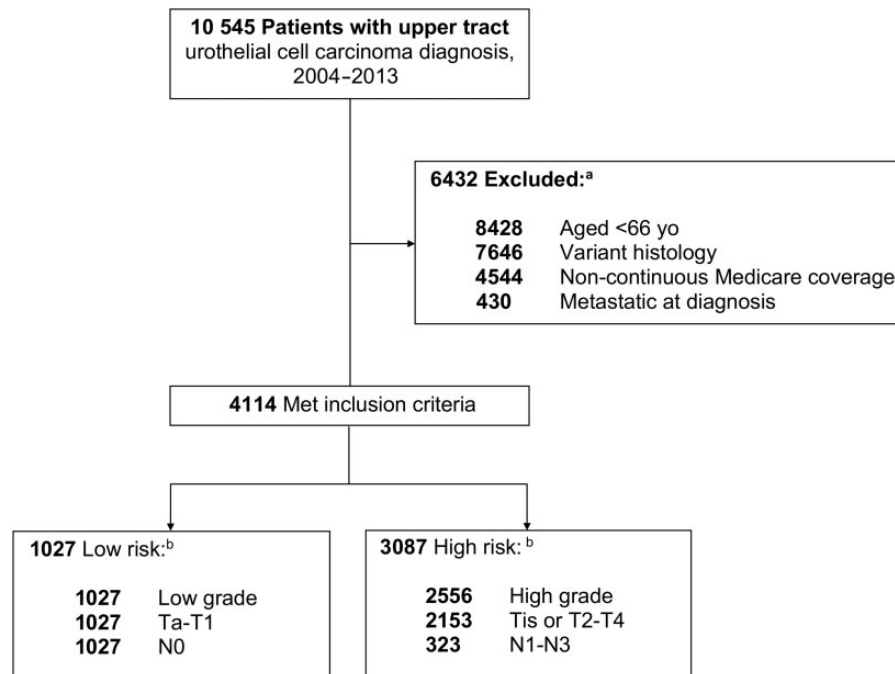 10 545 Patients with upper tract
urothelial cell carcinoma diagnosis,
2004–2013
6432 Excluded:a
8428 Aged <66 yo
7646 Variant histology
4544 Non-continuous Medicare coverage
430 Metastatic at diagnosis
4114 Met inclusion criteria
1027 Low risk:b
1027 Low grade
1027 Ta-T1
1027 N0
3087 High risk: b
2556 High grade
2153 Tis or T2-T4
323 N1-N3